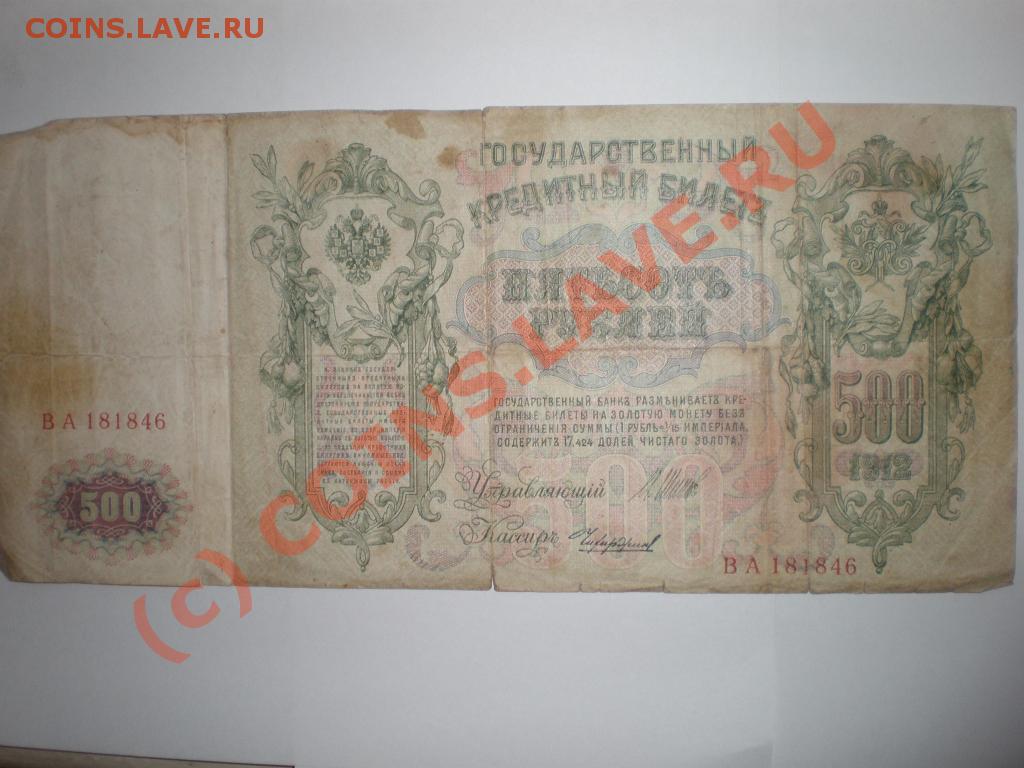 COINS.LAVE.RU
ГОСУДАРСТВЕННЫЙ
КРЕДИТНЫЙ БИЛЕТЪ
ПЯТЬСОТЪ
РУБЛЕЙ
ГОСУДАРСТВЕННЫЙ БАНКЪ РАЗМѢНИВАЕТЪ КРЕ-
ДИТНЫЕ БИЛЕТЫ НА ЗОЛОТУЮ МОНЕТУ БЕЗЪ
ОГРАНИЧЕНІЯ СУММЫ (1 РУБЛЬ = 1/15 ИМПЕРІАЛА,
СОДЕРЖИТЪ 17,424 ДОЛЕЙ ЧИСТАГО ЗОЛОТА.)
500
1912
ВА 181846
500
Управляющій
Кассиръ
500
ВА 181846
(c) COINS.LAVE.RU